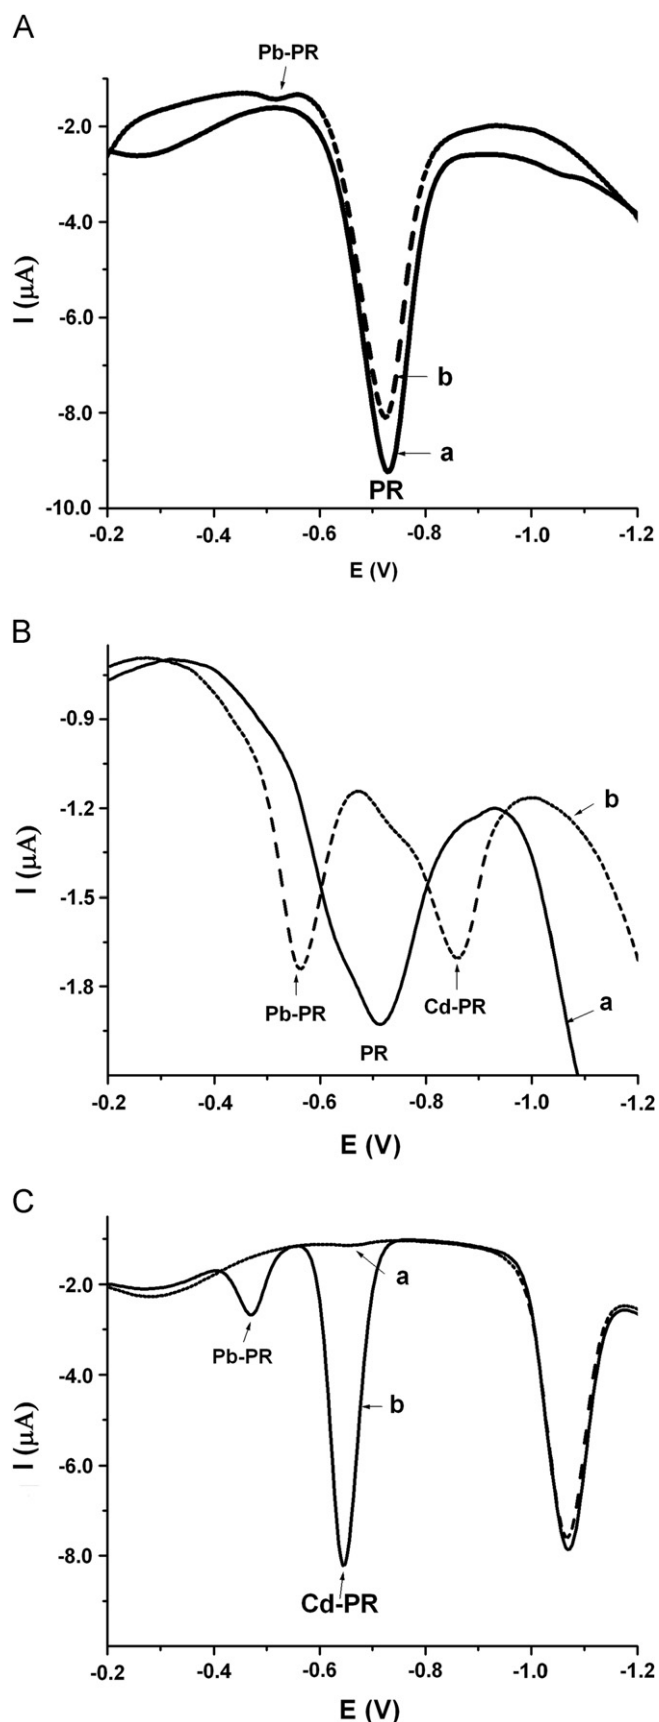 A
Pb-PR
-2.0
-4.0
-6.0
-8.0
-10.0
I (µA)
b
a
PR
-0.2 -0.4 -0.6 -0.8 -1.0 -1.2
E (V)
B
-0.9
-1.2
-1.5
-1.8
I (µA)
b
Pb-PR
Cd-PR
a
PR
-0.2 -0.4 -0.6 -0.8 -1.0 -1.2
E (V)
C
-2.0
-4.0
-6.0
-8.0
I (µA)
a
Pb-PR
b
Cd-PR
-0.2 -0.4 -0.6 -0.8 -1.0 -1.2
E (V)